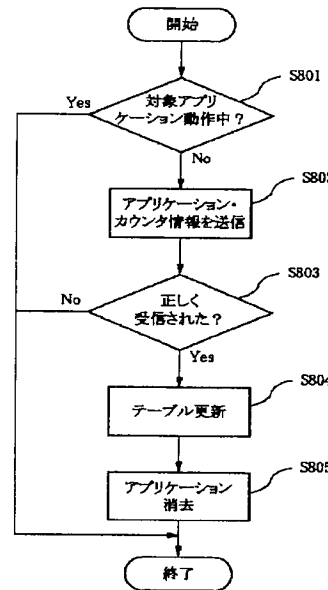 開始
S801
Yes
対象アプリ
ケーション動作中？
No
S802
アプリケーション・
カウンタ情報を送信
S803
No
正しく
受信された？
Yes
S804
テーブル更新
S805
アプリケーション
消去
終了